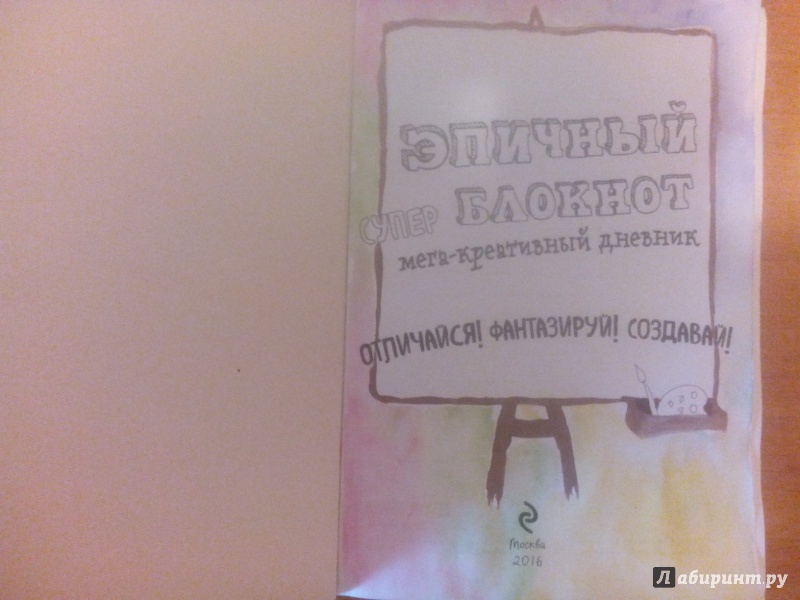 ЭПИЧНЫЙ
СУПЕР БЛОКНОТ
мега-креативный дневник
ОТЛИЧАЙСЯ! ФАНТАЗИРУЙ! СОЗДАВАЙ!
Москва
2016
Лабиринт.ру